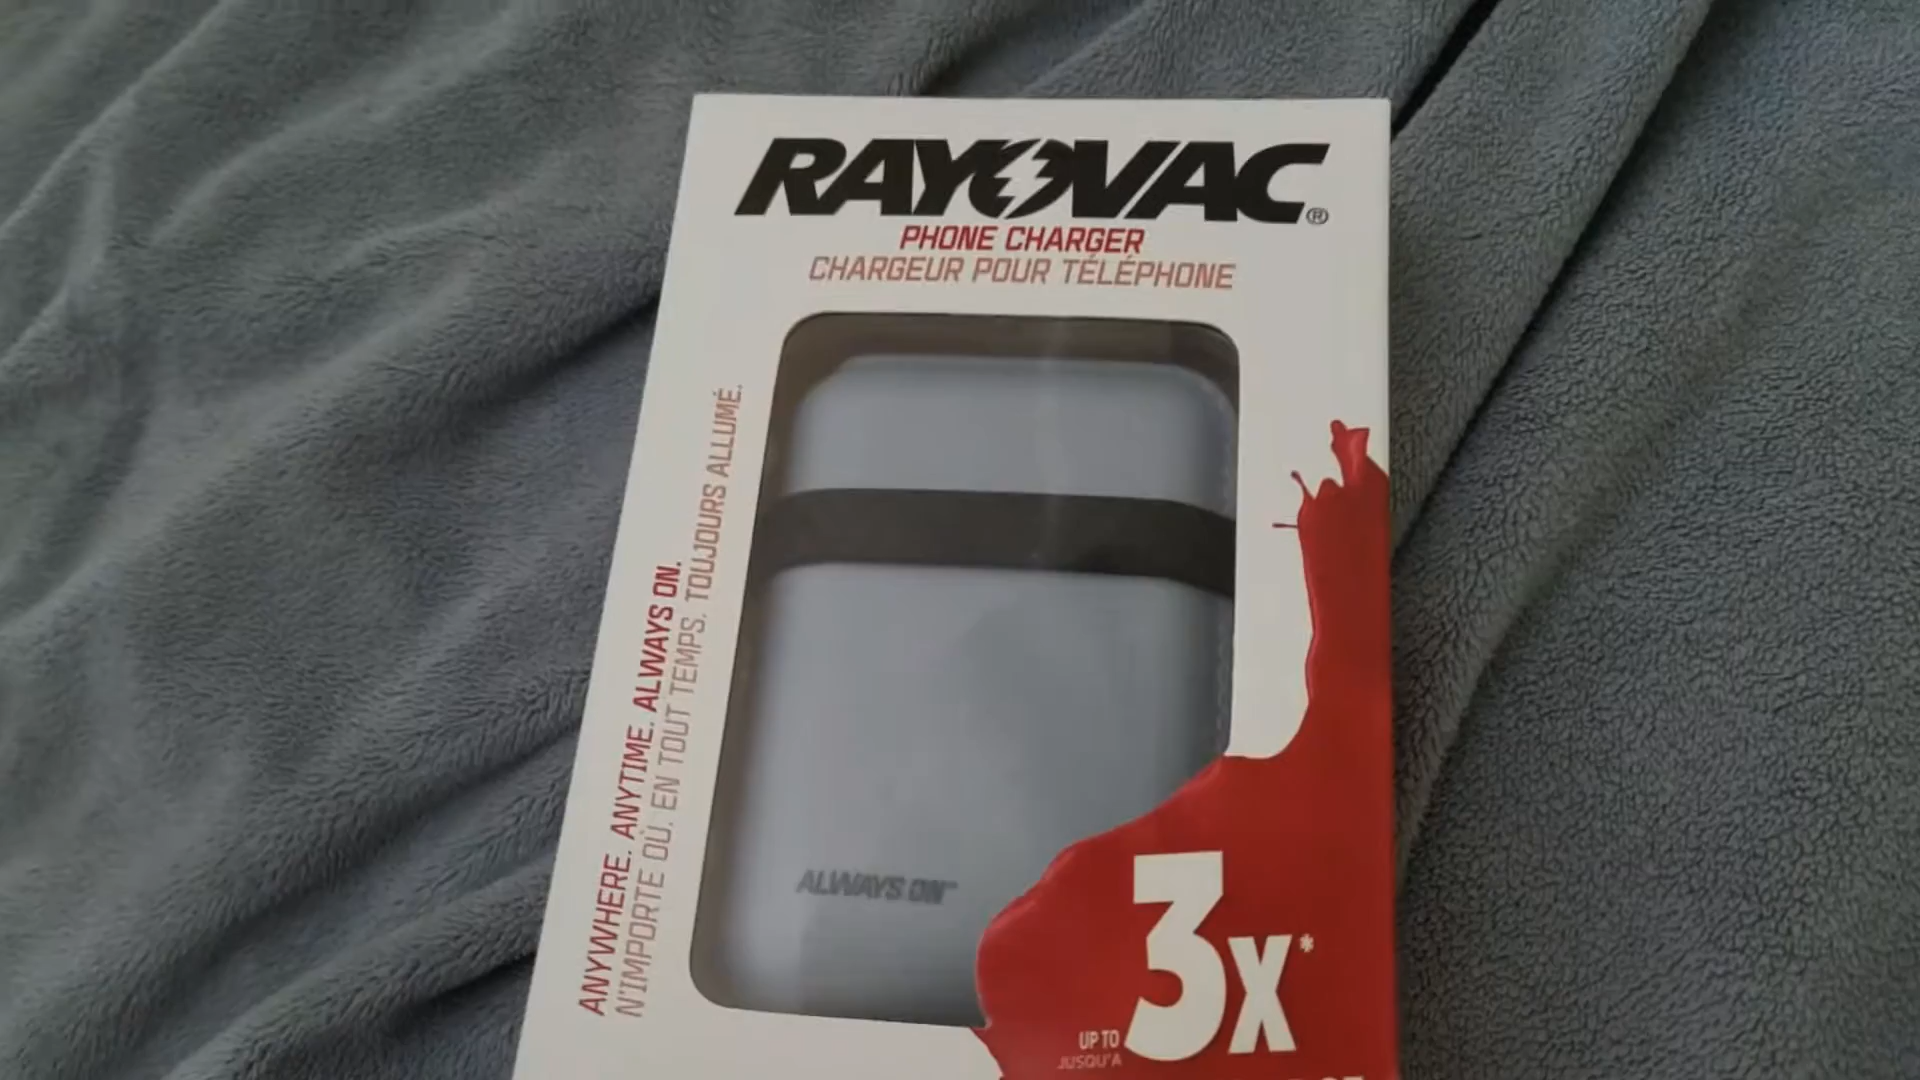 RAYOVAC®
PHONE CHARGER
CHARGEUR POUR TÉLÉPHONE
ANYWHERE. ANYTIME. ALWAYS ON.
N'IMPORTE OÙ. EN TOUT TEMPS. TOUJOURS ALLUMÉ.
ALWAYS ON™
3X*
UP TO
JUSQU'A